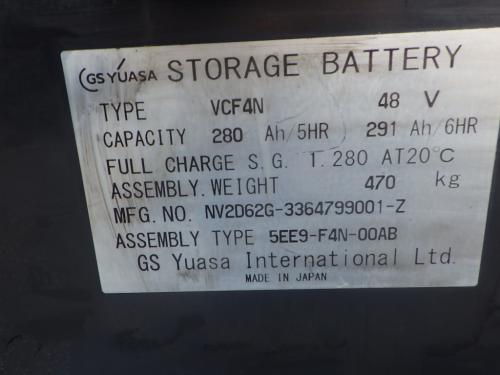 GS YUASA STORAGE BATTERY
TYPE VCF4N 48 V
CAPACITY 280 Ah/5HR 291 Ah/6HR
FULL CHARGE S.G. 1.280 AT20°C
ASSEMBLY.WEIGHT 470 kg
MFG.NO. NV2D62G-3364799001-Z
ASSEMBLY TYPE 5EE9-F4N-00AB
GS Yuasa International Ltd.
MADE IN JAPAN